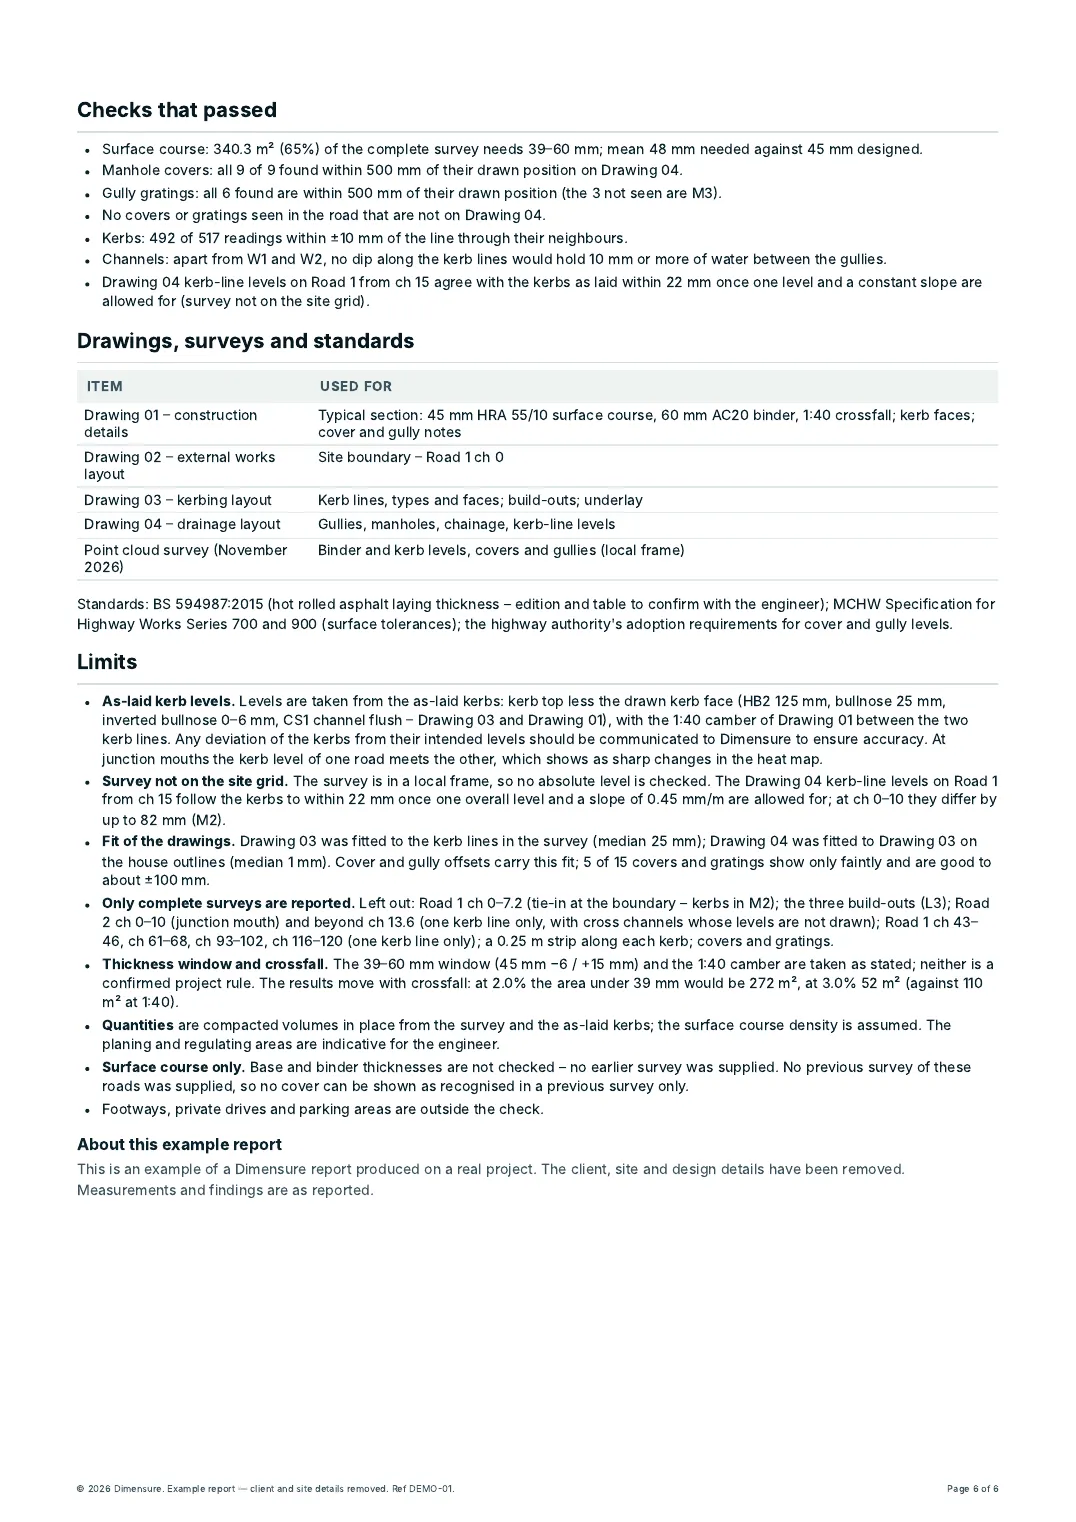 Checks that passed
• Surface course: 340.3 m² (65%) of the complete survey needs 39–60 mm; mean 48 mm needed against 45 mm designed.
• Manhole covers: all 9 of 9 found within 500 mm of their drawn position on Drawing 04.
• Gully gratings: all 6 found are within 500 mm of their drawn position (the 3 not seen are M3).
• No covers or gratings seen in the road that are not on Drawing 04.
• Kerbs: 492 of 517 readings within ±10 mm of the line through their neighbours.
• Channels: apart from W1 and W2, no dip along the kerb lines would hold 10 mm or more of water between the gullies.
• Drawing 04 kerb-line levels on Road 1 from ch 15 agree with the kerbs as laid within 22 mm once one level and a constant slope are
allowed for (survey not on the site grid).
Drawings, surveys and standards
ITEM USED FOR
Drawing 01 – construction
details
Typical section: 45 mm HRA 55/10 surface course, 60 mm AC20 binder, 1:40 crossfall; kerb faces;
cover and gully notes
Drawing 02 – external works
layout
Site boundary – Road 1 ch 0
Drawing 03 – kerbing layout Kerb lines, types and faces; build-outs; underlay
Drawing 04 – drainage layout Gullies, manholes, chainage, kerb-line levels
Point cloud survey (November
2026)
Binder and kerb levels, covers and gullies (local frame)
Standards: BS 594987:2015 (hot rolled asphalt laying thickness – edition and table to confirm with the engineer); MCHW Specification for
Highway Works Series 700 and 900 (surface tolerances); the highway authority's adoption requirements for cover and gully levels.
Limits
• As-laid kerb levels. Levels are taken from the as-laid kerbs: kerb top less the drawn kerb face (HB2 125 mm, bullnose 25 mm,
inverted bullnose 0–6 mm, CS1 channel flush – Drawing 03 and Drawing 01), with the 1:40 camber of Drawing 01 between the two
kerb lines. Any deviation of the kerbs from their intended levels should be communicated to Dimensure to ensure accuracy. At
junction mouths the kerb level of one road meets the other, which shows as sharp changes in the heat map.
• Survey not on the site grid. The survey is in a local frame, so no absolute level is checked. The Drawing 04 kerb-line levels on Road 1
from ch 15 follow the kerbs to within 22 mm once one overall level and a slope of 0.45 mm/m are allowed for; at ch 0–10 they differ by
up to 82 mm (M2).
• Fit of the drawings. Drawing 03 was fitted to the kerb lines in the survey (median 25 mm); Drawing 04 was fitted to Drawing 03 on
the house outlines (median 1 mm). Cover and gully offsets carry this fit; 5 of 15 covers and gratings show only faintly and are good to
about ±100 mm.
• Only complete surveys are reported. Left out: Road 1 ch 0–7.2 (tie-in at the boundary – kerbs in M2); the three build-outs (L3); Road
2 ch 0–10 (junction mouth) and beyond ch 13.6 (one kerb line only, with cross channels whose levels are not drawn); Road 1 ch 43–
46, ch 61–68, ch 93–102, ch 116–120 (one kerb line only); a 0.25 m strip along each kerb; covers and gratings.
• Thickness window and crossfall. The 39–60 mm window (45 mm −6 / +15 mm) and the 1:40 camber are taken as stated; neither is a
confirmed project rule. The results move with crossfall: at 2.0% the area under 39 mm would be 272 m², at 3.0% 52 m² (against 110
m² at 1:40).
• Quantities are compacted volumes in place from the survey and the as-laid kerbs; the surface course density is assumed. The
planing and regulating areas are indicative for the engineer.
• Surface course only. Base and binder thicknesses are not checked – no earlier survey was supplied. No previous survey of these
roads was supplied, so no cover can be shown as recognised in a previous survey only.
• Footways, private drives and parking areas are outside the check.
About this example report
This is an example of a Dimensure report produced on a real project. The client, site and design details have been removed.
Measurements and findings are as reported.
© 2026 Dimensure. Example report — client and site details removed. Ref DEMO-01. Page 6 of 6